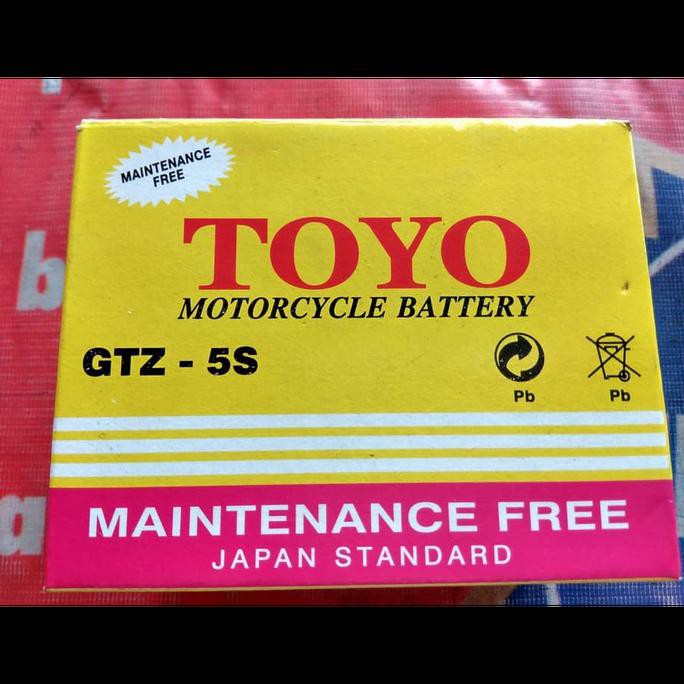 MAINTENANCE
FREE
TOYO
MOTORCYCLE BATTERY
GTZ - 5S
Pb
Pb
MAINTENANCE FREE
JAPAN STANDARD